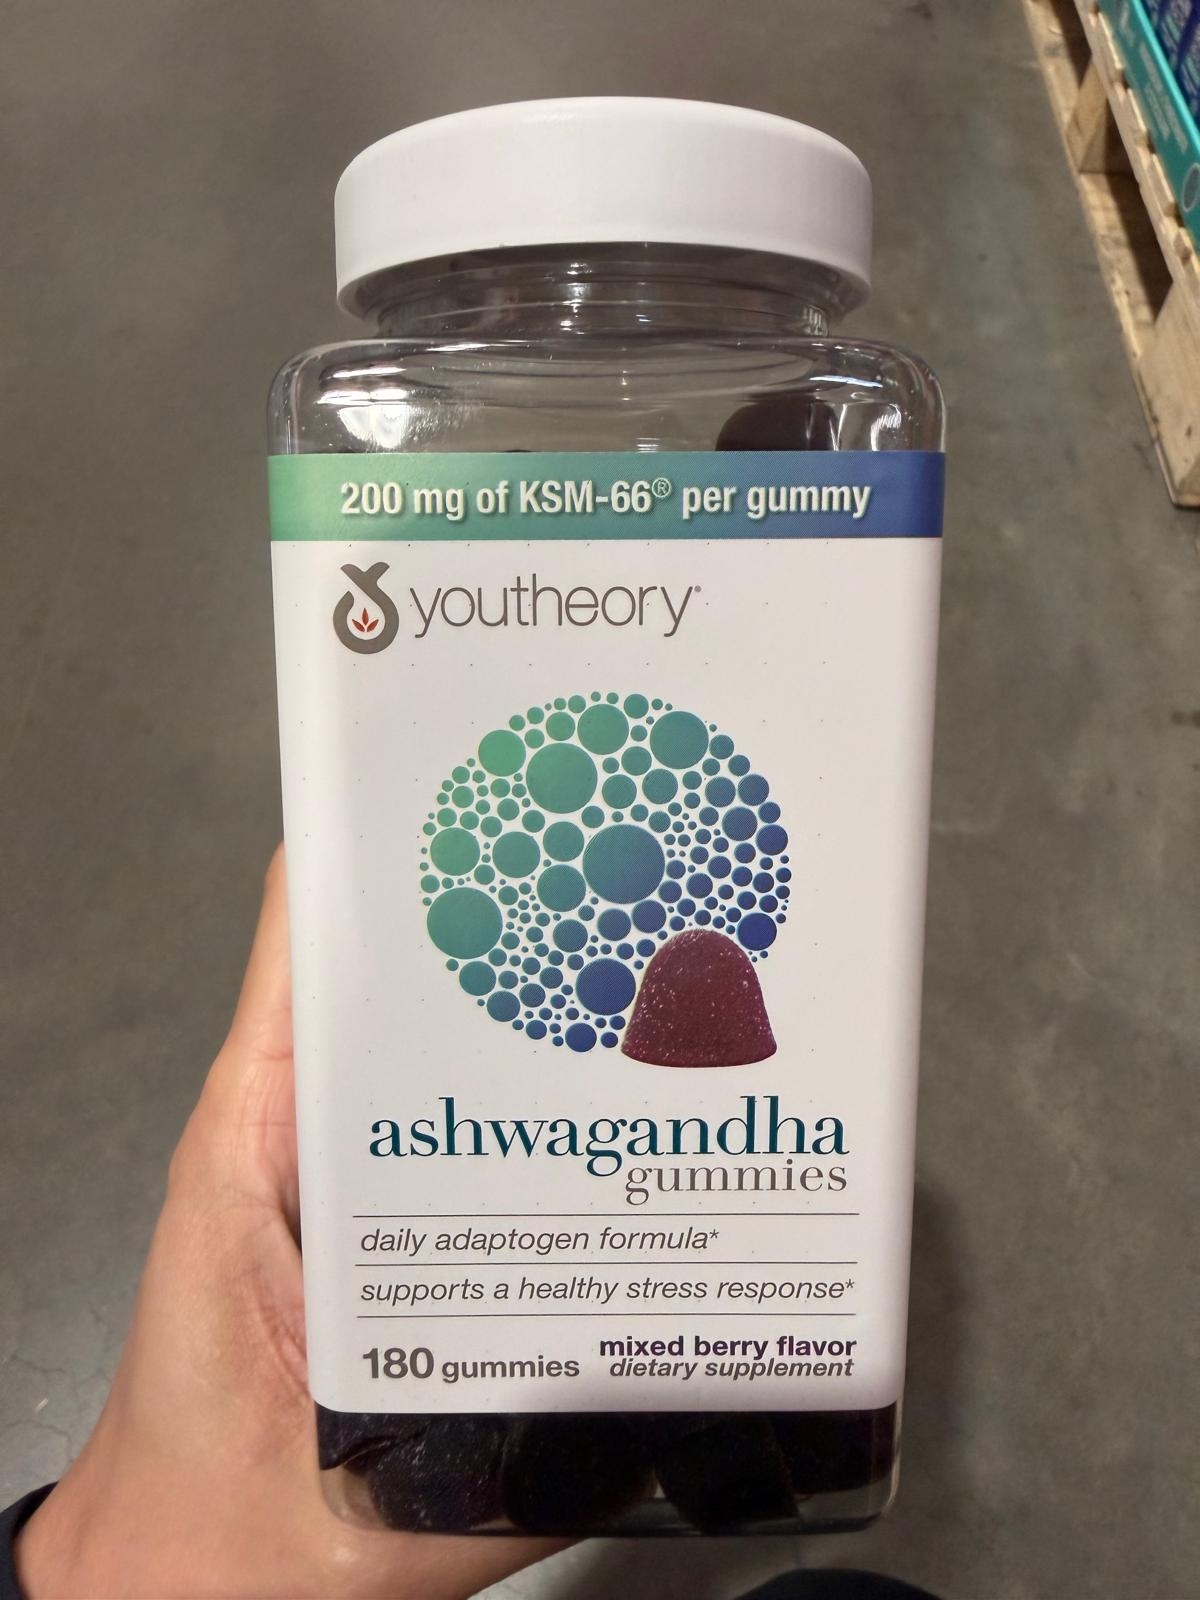 200 mg of KSM-66® per gummy
youtheory®
ashwagandha
gummies
daily adaptogen formula*
supports a healthy stress response*
180 gummies
mixed berry flavor
dietary supplement